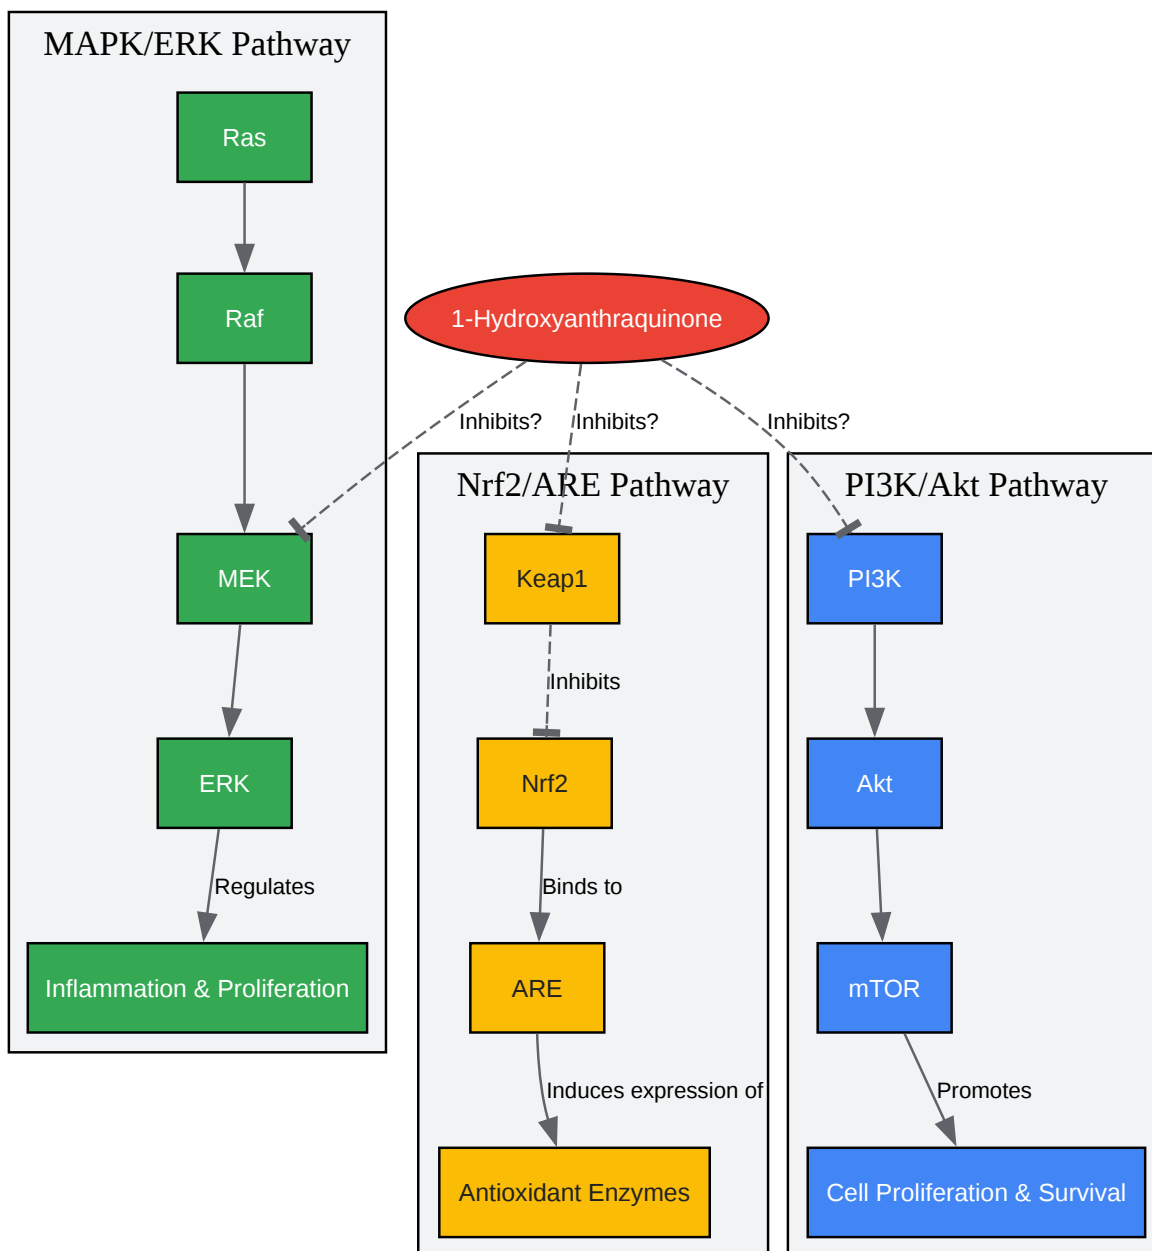 MAPK/ERK Pathway
Ras
Raf
1-Hydroxyanthraquinone
Inhibits?
Inhibits?
Inhibits?
Nrf2/ARE Pathway
PI3K/Akt Pathway
MEK
Keap1
PI3K
Inhibits
ERK
Nrf2
Akt
Regulates
Binds to
Inflammation & Proliferation
ARE
mTOR
Induces expression of
Promotes
Antioxidant Enzymes
Cell Proliferation & Survival